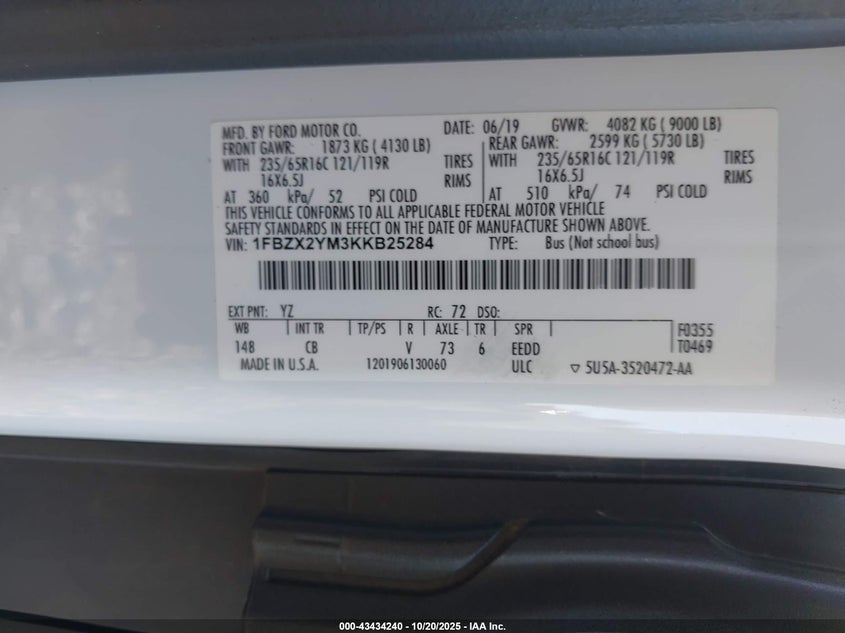 MFD. BY FORD MOTOR CO. DATE: 06/19 GVWR: 4082 KG ( 9000 LB)
FRONT GAWR: 1873 KG ( 4130 LB) REAR GAWR: 2599 KG ( 5730 LB)
WITH 235/65R16C 121/119R TIRES WITH 235/65R16C 121/119R TIRES
16X6.5J RIMS 16X6.5J RIMS
AT 360 kPa/ 52 PSI COLD AT 510 kPa/ 74 PSI COLD
THIS VEHICLE CONFORMS TO ALL APPLICABLE FEDERAL MOTOR VEHICLE
SAFETY STANDARDS IN EFFECT ON THE DATE OF MANUFACTURE SHOWN ABOVE.
VIN: 1FBZX2YM3KKB25284 TYPE: Bus (Not school bus)
EXT PNT: YZ RC: 72 DSO:
WB INT TR TP/PS R AXLE TR SPR F0355
148 CB V 73 6 EEDD T0469
MADE IN U.S.A. 1201906130060 ULC ▽ 5U5A-3520472-AA
000-43434240 - 10/20/2025 - IAA Inc.